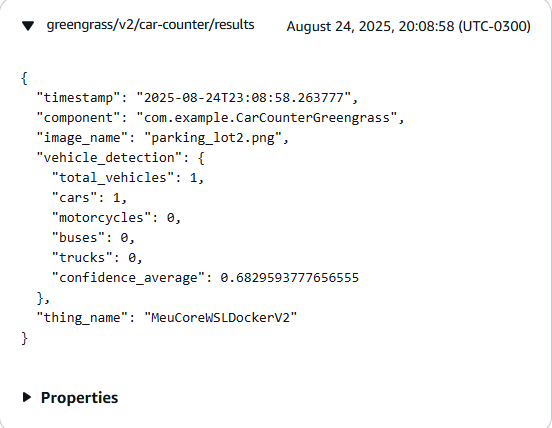 greengrass/v2/car-counter/results August 24, 2025, 20:08:58 (UTC-0300)
{
  "timestamp": "2025-08-24T23:08:58.263777",
  "component": "com.example.CarCounterGreengrass",
  "image_name": "parking_lot2.png",
  "vehicle_detection": {
    "total_vehicles": 1,
    "cars": 1,
    "motorcycles": 0,
    "buses": 0,
    "trucks": 0,
    "confidence_average": 0.6829593777656555
  },
  "thing_name": "MeuCoreWSLDockerV2"
}
Properties